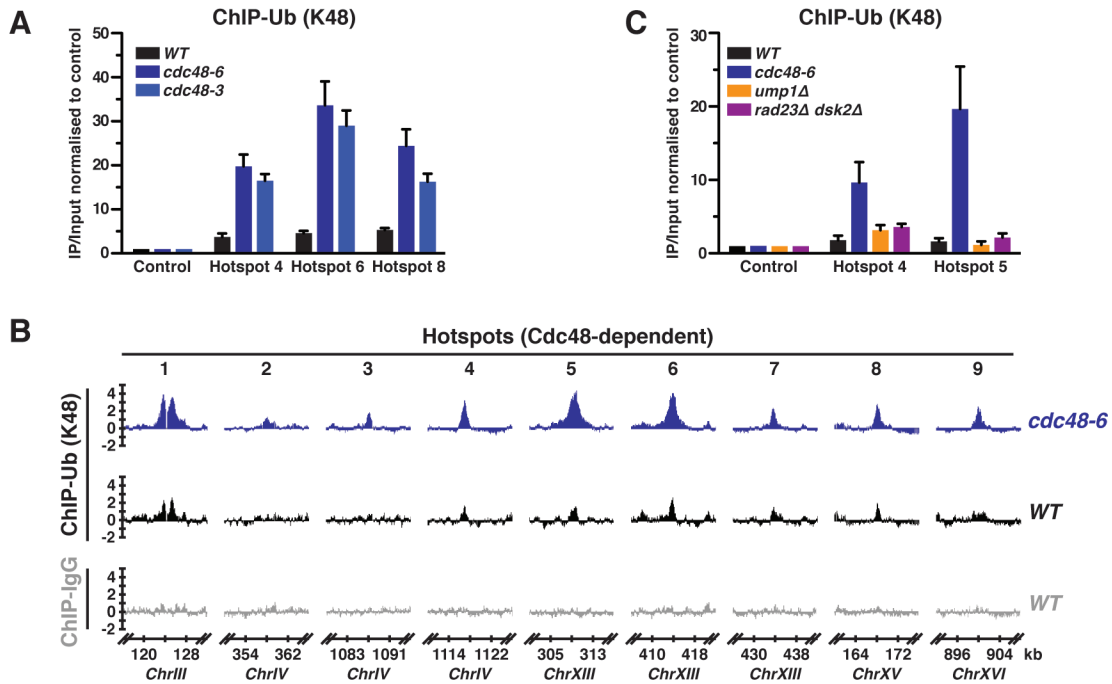 A
ChIP-Ub (K48)
IP/Input normalised to control
50
40
30
20
10
0
WT
cdc48-6
cdc48-3
Control Hotspot 4 Hotspot 6 Hotspot 8
C
ChIP-Ub (K48)
IP/Input normalised to control
30
20
10
0
WT
cdc48-6
ump1Δ
rad23Δ dsk2Δ
Control Hotspot 4 Hotspot 5
B
Hotspots (Cdc48-dependent)
1 2 3 4 5 6 7 8 9
ChIP-Ub (K48)
4
2
0
-2
cdc48-6
4
2
0
-2
WT
ChIP-IgG
4
2
0
-2
WT
120 128 354 362 1083 1091 1114 1122 305 313 410 418 430 438 164 172 896 904 kb
ChrIII ChrIV ChrIV ChrIV ChrXIII ChrXIII ChrXIII ChrXV ChrXVI